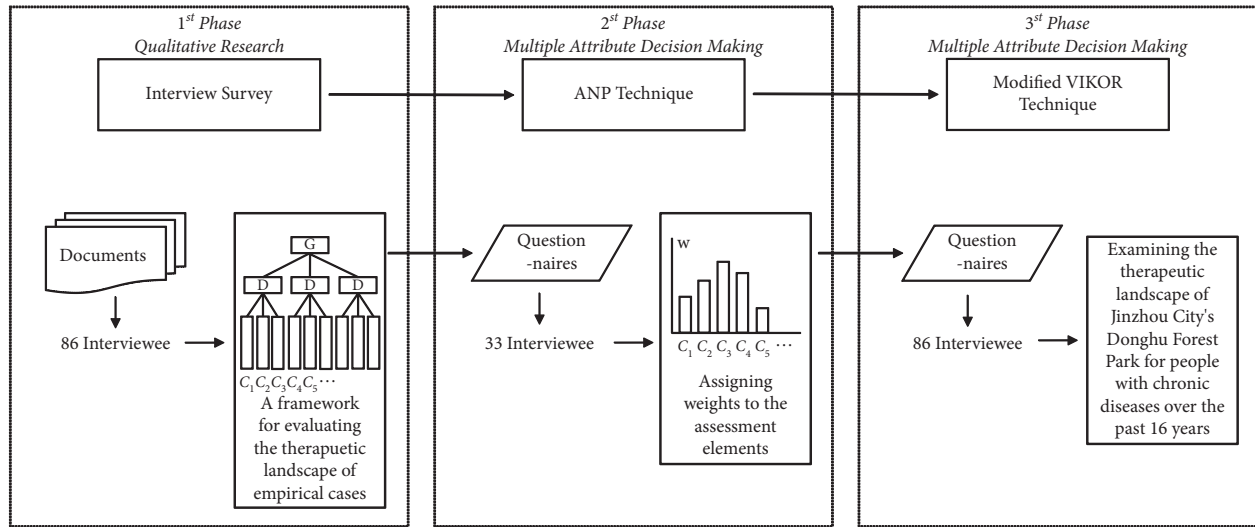 1st Phase
Qualitative Research
Interview Survey
Documents
86 Interviewee
G
D D D
C1 C2 C3 C4 C5 ⋯
A framework
for evaluating
the therapuetic
landscape of
empirical cases
2st Phase
Multiple Attribute Decision Making
ANP Technique
Question
-naires
33 Interviewee
w
C1 C2 C3 C4 C5 ⋯
Assigning
weights to the
assessment
elements
3st Phase
Multiple Attribute Decision Making
Modified VIKOR
Technique
Question
-naires
86 Interviewee
Examining the
therapeutic
landscape of
Jinzhou City's
Donghu Forest
Park for people
with chronic
diseases over the
past 16 years